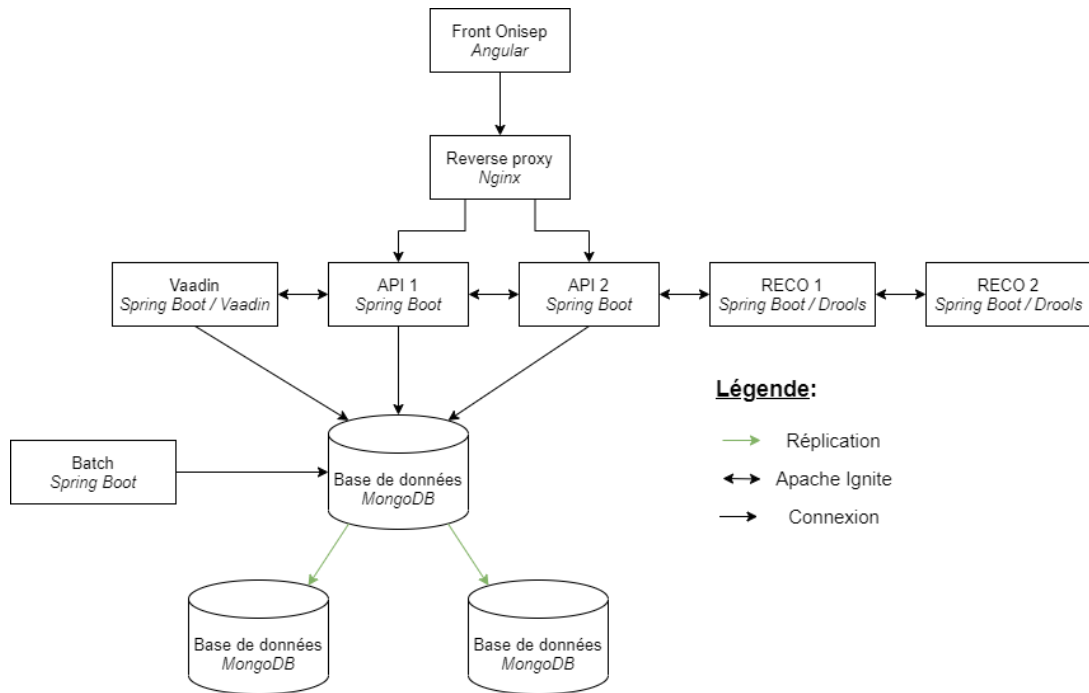 Front Onisep
Angular
Reverse proxy
Nginx
Vaadin
Spring Boot / Vaadin
API 1
Spring Boot
API 2
Spring Boot
RECO 1
Spring Boot / Drools
RECO 2
Spring Boot / Drools
Légende:
Réplication
Apache Ignite
Connexion
Batch
Spring Boot
Base de données
MongoDB
Base de données
MongoDB
Base de données
MongoDB